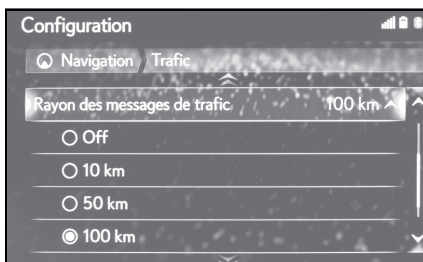 Configuration
Navigation Trafic
Rayon des messages de trafic 100 km
Off
10 km
50 km
100 km